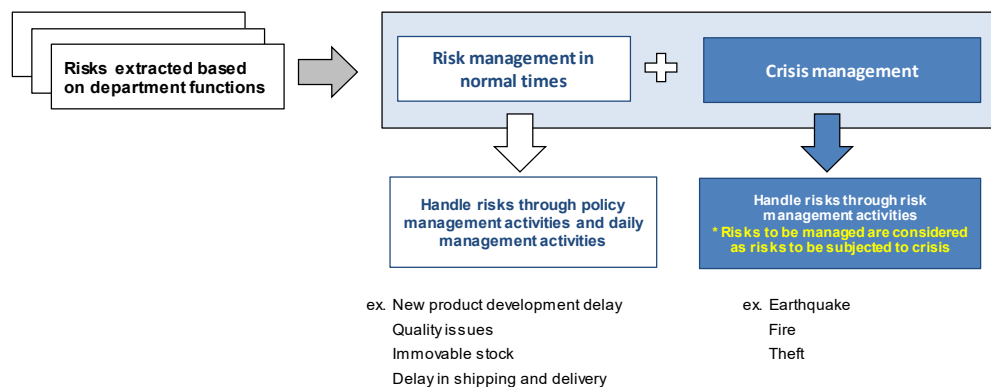 Risks extracted based
on department functions
Risk management in
normal times
Crisis management
Handle risks through policy
management activities and daily
management activities
Handle risks through risk
management activities
* Risks to be managed are considered
as risks to be subjected to crisis
ex. New product development delay
Quality issues
Immovable stock
Delay in shipping and delivery
ex. Earthquake
Fire
Theft